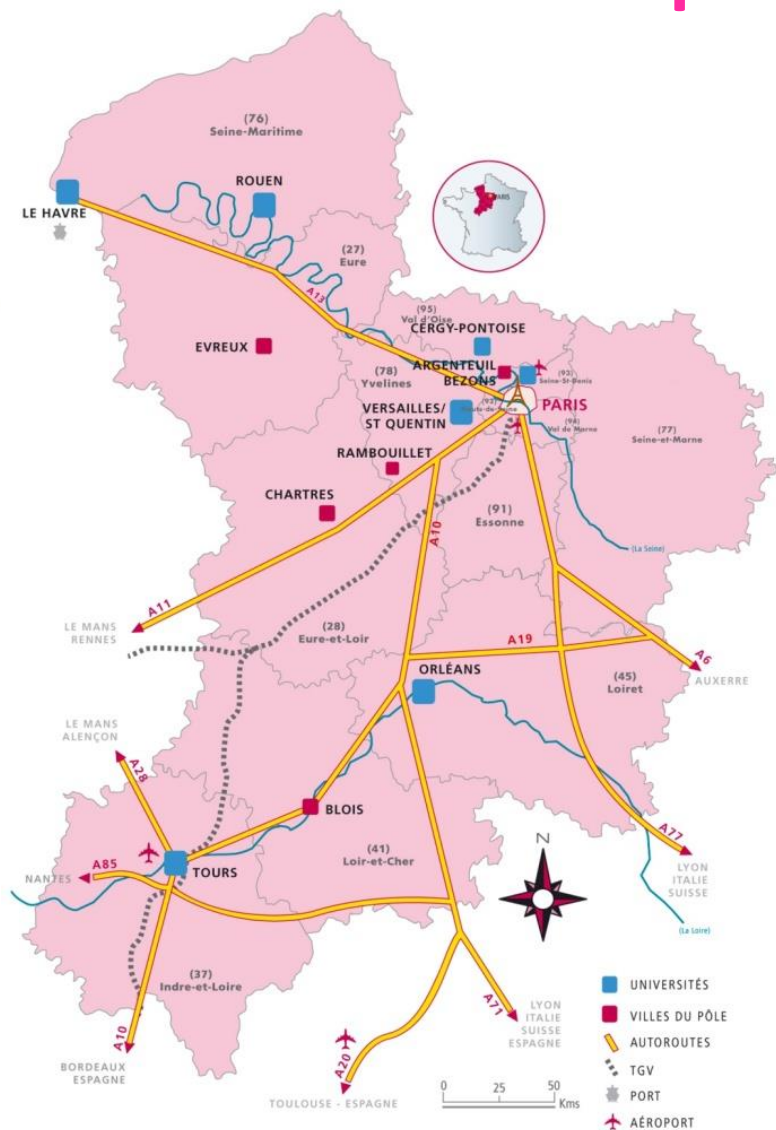 (76)
Seine-Maritime
ROUEN
LE HAVRE
PARIS
(27)
Eure
A13
(95)
Val d'Oise
CERGY-PONTOISE
EVREUX
ARGENTEUIL
BEZONS
(93)
Seine-St-Denis
(78)
Yvelines
(92)
Hauts-de-Seine
PARIS
VERSAILLES/
ST QUENTIN
(94)
Val de Marne
(77)
Seine-et-Marne
RAMBOUILLET
CHARTRES
(91)
Essonne
A10
(La Seine)
A11
LE MANS
RENNES
(28)
Eure-et-Loir
A19
A6
AUXERRE
ORLÉANS
(45)
Loiret
LE MANS
ALENÇON
A28
BLOIS
A77
(41)
Loir-et-Cher
A85
NANTES
TOURS
LYON
ITALIE
SUISSE
N
(La Loire)
(37)
Indre-et-Loire
A10
BORDEAUX
ESPAGNE
A71
LYON
ITALIE
SUISSE
ESPAGNE
A20
TOULOUSE - ESPAGNE
0 25 50
Kms
UNIVERSITÉS
VILLES DU PÔLE
AUTOROUTES
TGV
PORT
AÉROPORT